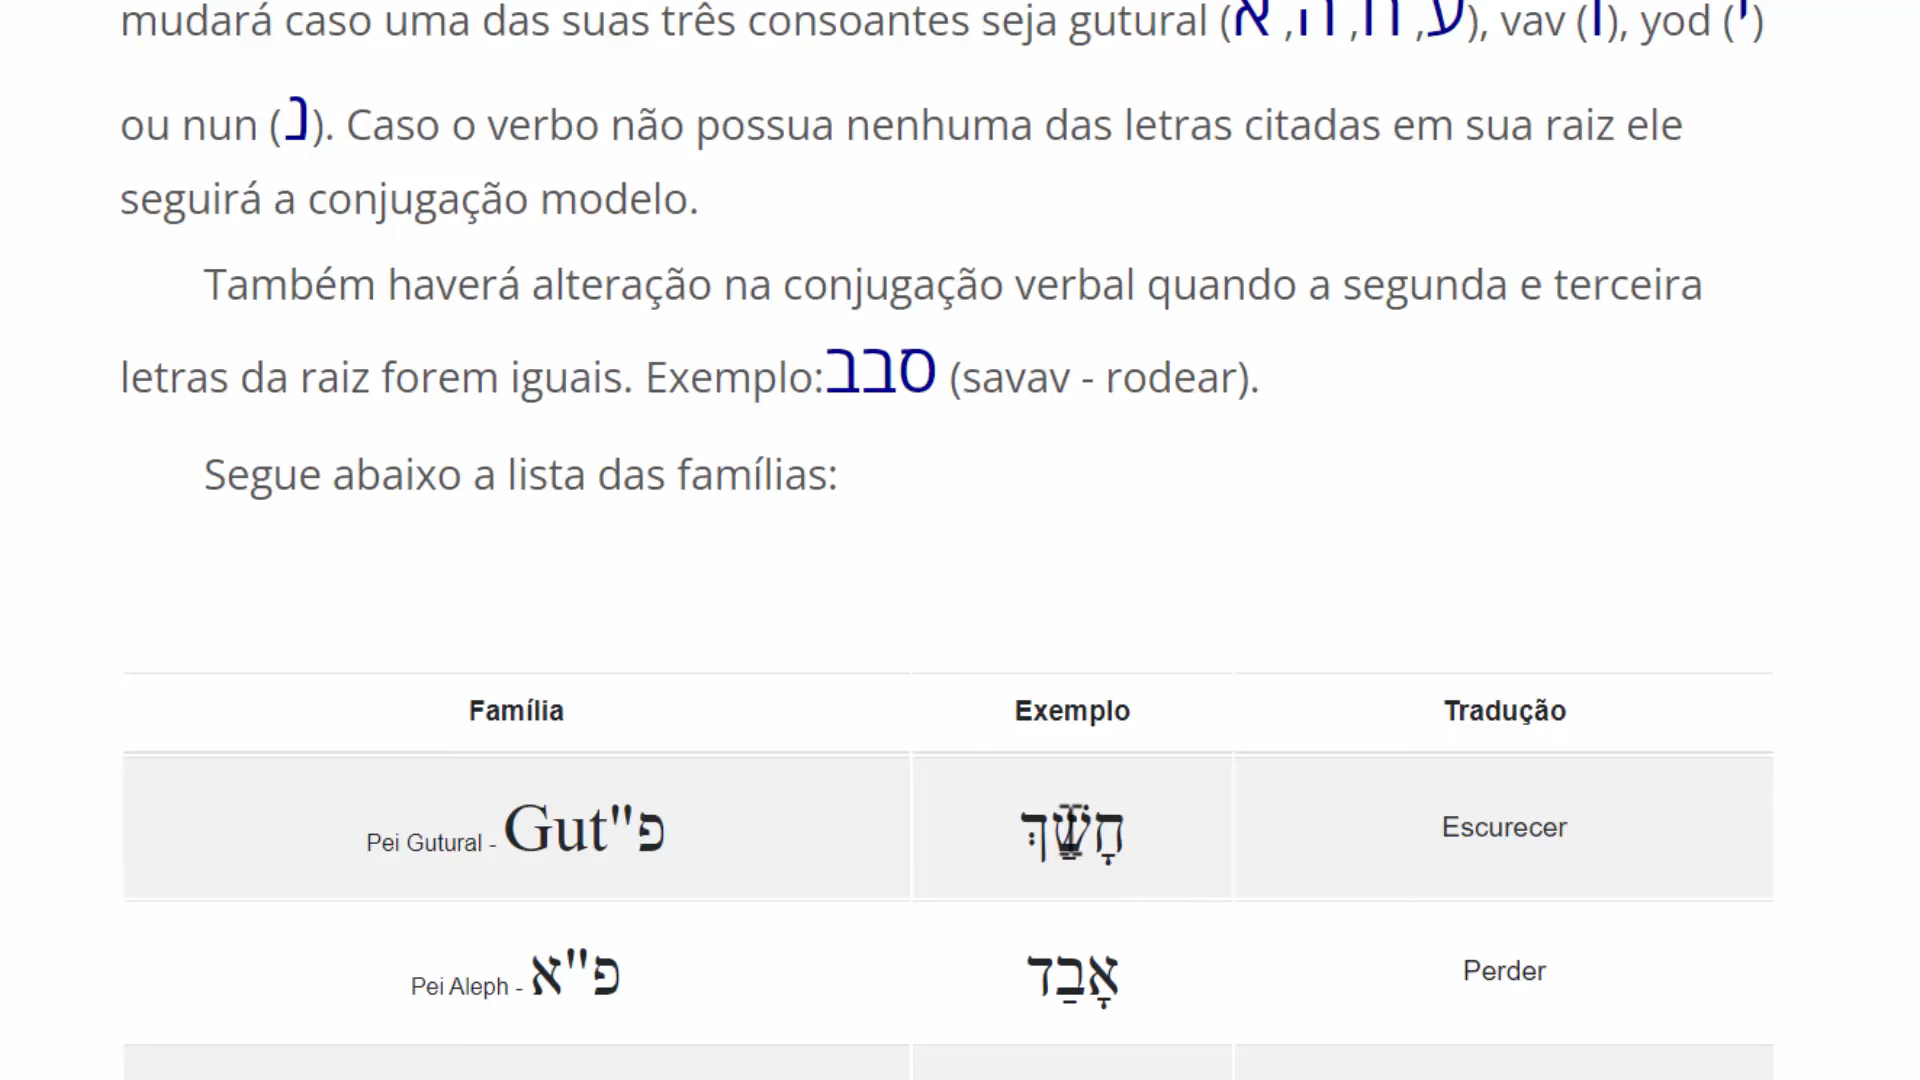 mudará caso uma das suas três consoantes seja gutural (א, ה, ח, ע), vav (ו), yod (י)
ou nun (נ). Caso o verbo não possua nenhuma das letras citadas em sua raiz ele
seguirá a conjugação modelo.
Também haverá alteração na conjugação verbal quando a segunda e terceira
letras da raiz forem iguais. Exemplo:סבב (savav - rodear).
Segue abaixo a lista das famílias:
Família Exemplo Tradução
Pei Gutural - פ"Gut חָשַׁךְ Escurecer
Pei Aleph - פ"א אָבַד Perder